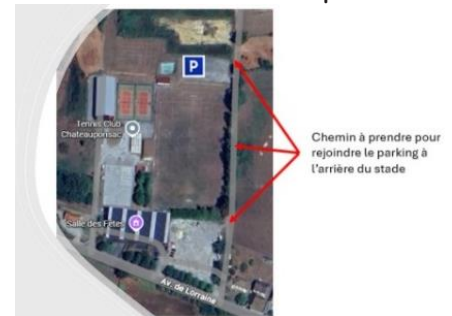 P
Tennis Club
Chateauponsac
Salle des Fêtes
Av. de Lorraine
Chemin à prendre pour
rejoindre le parking à
l'arrière du stade